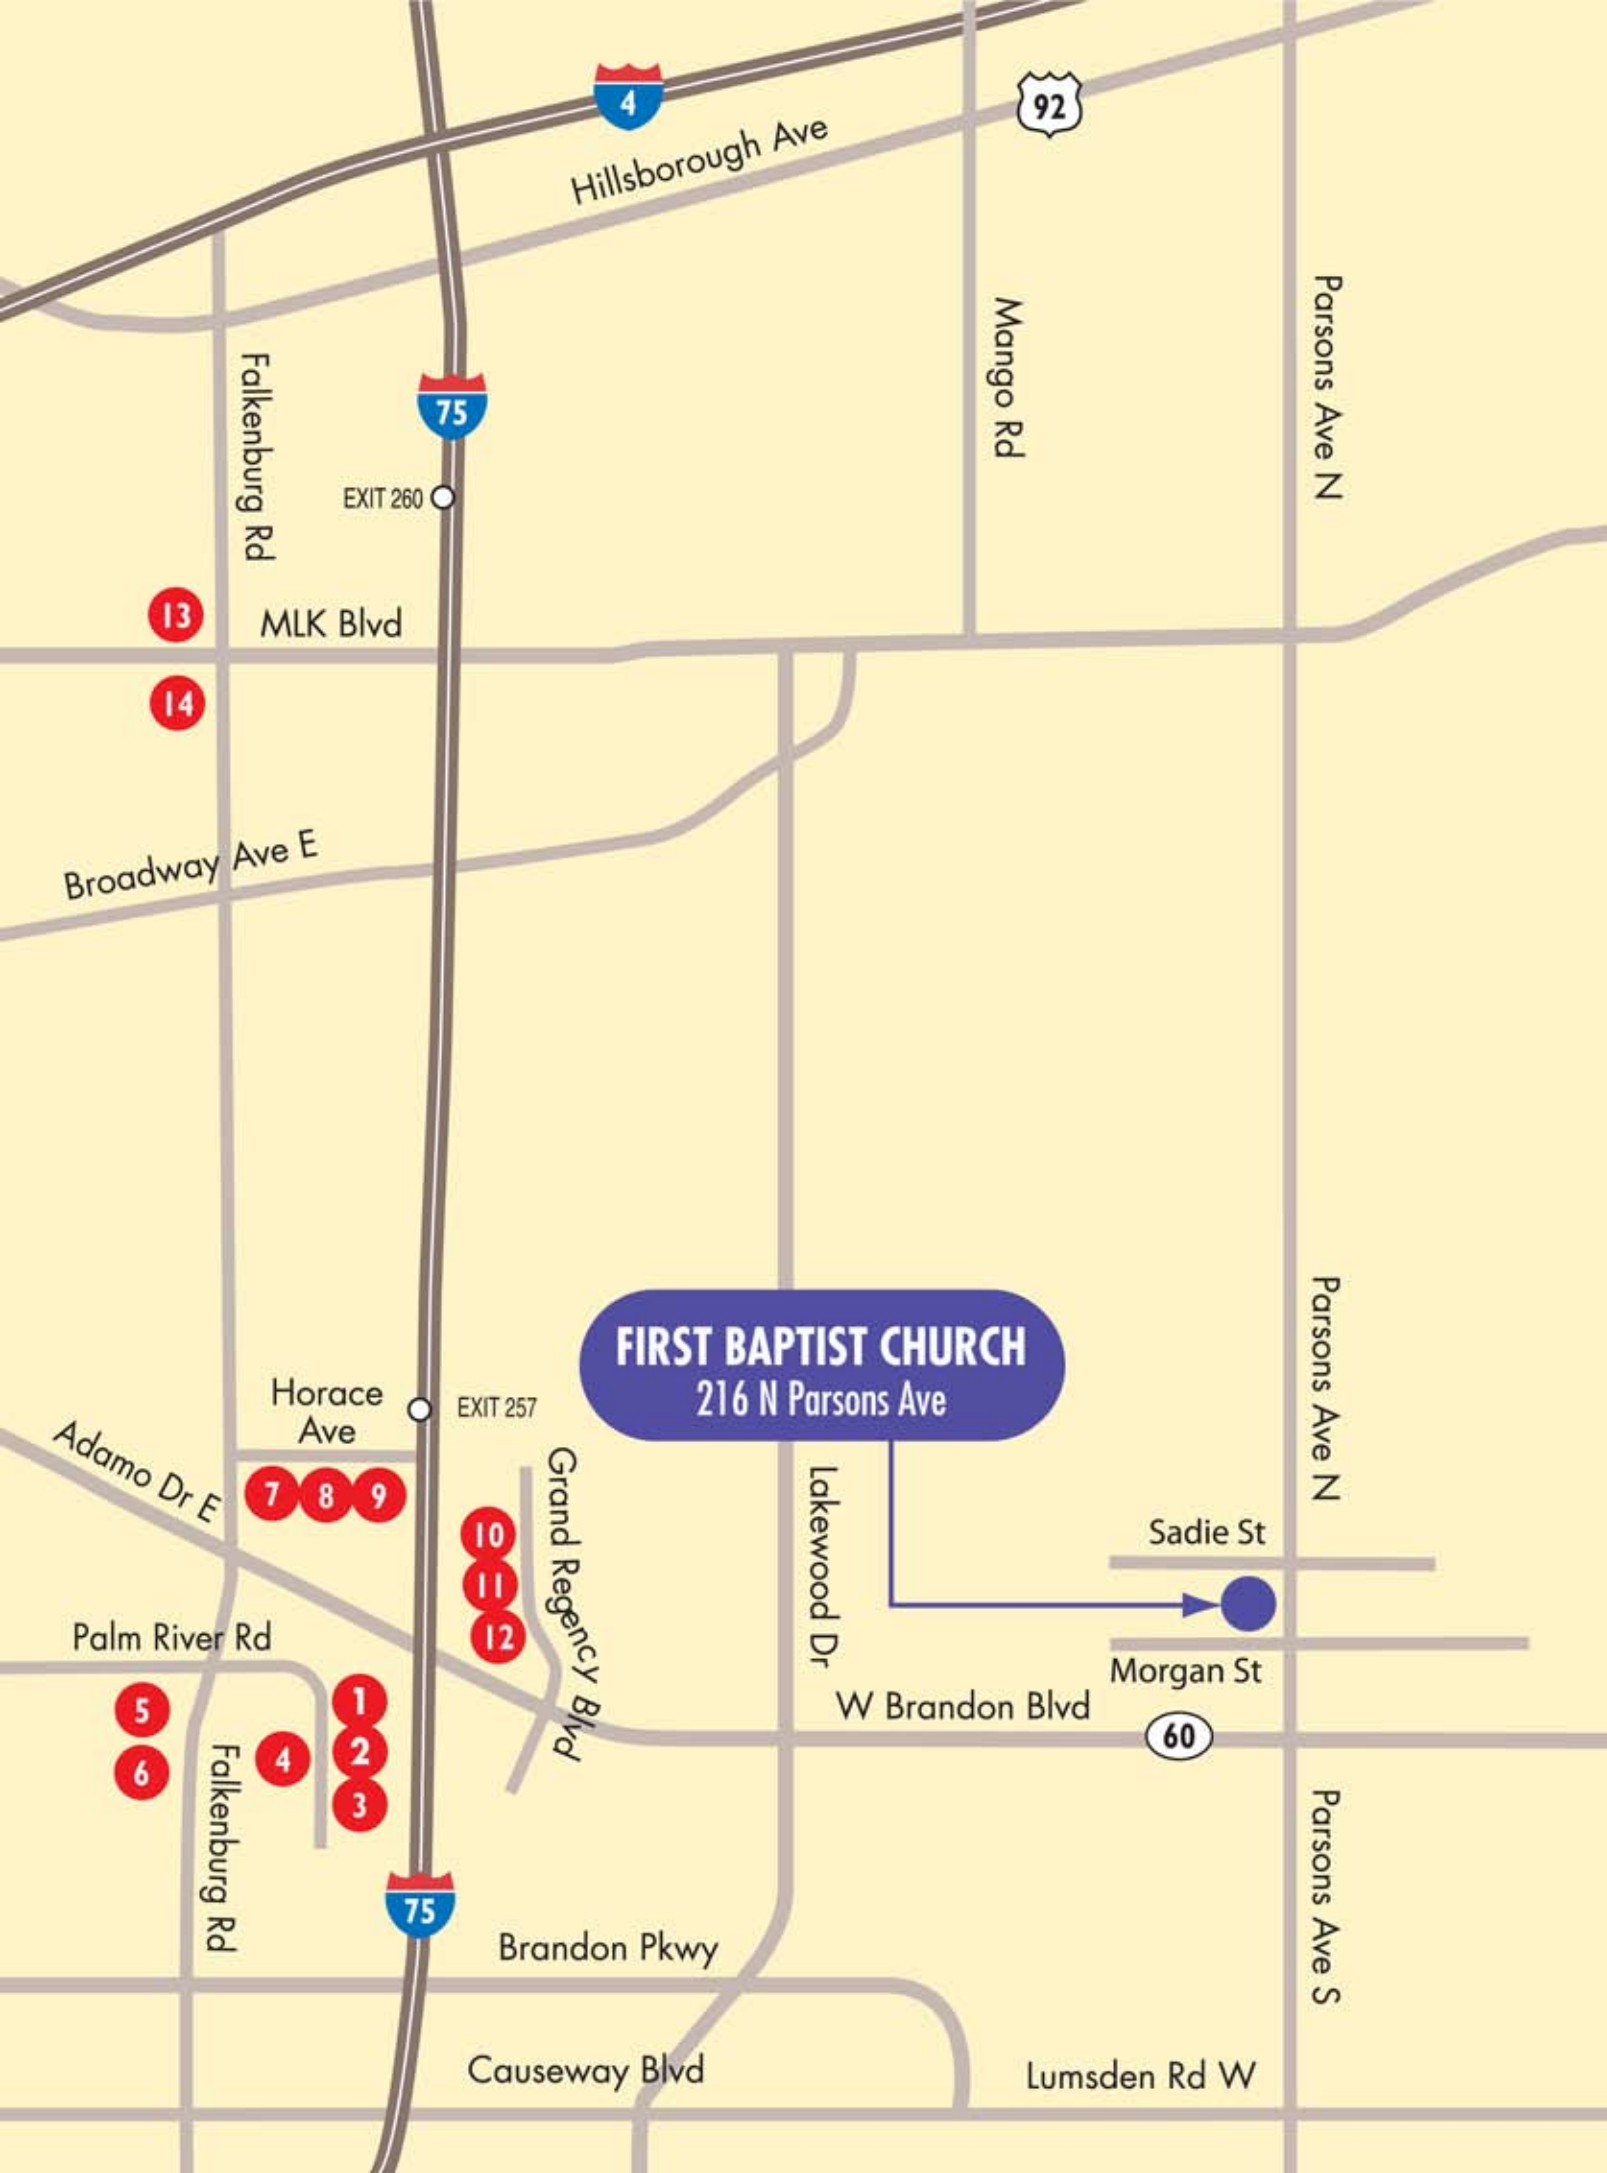 4
92
Hillsborough Ave
Parsons Ave N
Mango Rd
Falkenburg Rd
75
EXIT 260
13
MLK Blvd
14
Broadway Ave E
Parsons Ave N
FIRST BAPTIST CHURCH
216 N Parsons Ave
Horace
Ave
EXIT 257
Adamo Dr E
7
8
9
Grand Regency Blvd
10
11
12
Lakewood Dr
Sadie St
Palm River Rd
Morgan St
W Brandon Blvd
60
5
6
4
1
2
3
Falkenburg Rd
Parsons Ave S
75
Brandon Pkwy
Causeway Blvd
Lumsden Rd W